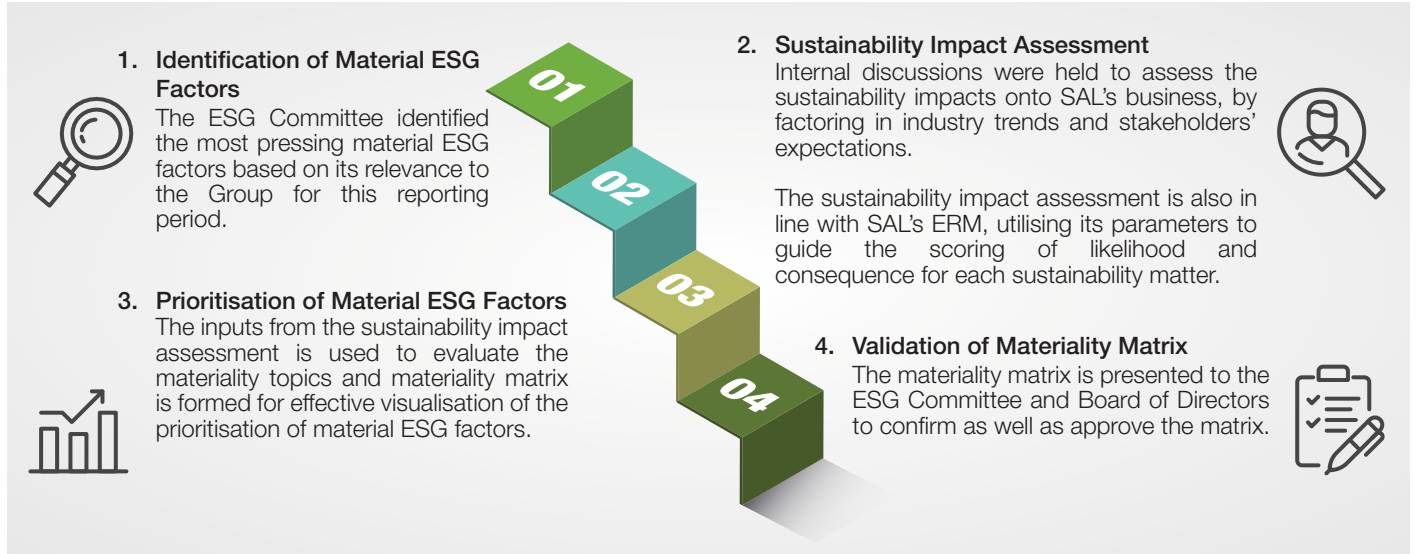 1. Identification of Material ESG
Factors
The ESG Committee identified
the most pressing material ESG
factors based on its relevance to
the Group for this reporting
period.
01
2. Sustainability Impact Assessment
Internal discussions were held to assess the
sustainability impacts onto SAL’s business, by
factoring in industry trends and stakeholders’
expectations.
The sustainability impact assessment is also in
line with SAL’s ERM, utilising its parameters to
guide the scoring of likelihood and
consequence for each sustainability matter.
02
3. Prioritisation of Material ESG Factors
The inputs from the sustainability impact
assessment is used to evaluate the
materiality topics and materiality matrix
is formed for effective visualisation of the
prioritisation of material ESG factors.
03
4. Validation of Materiality Matrix
The materiality matrix is presented to the
ESG Committee and Board of Directors
to confirm as well as approve the matrix.
04